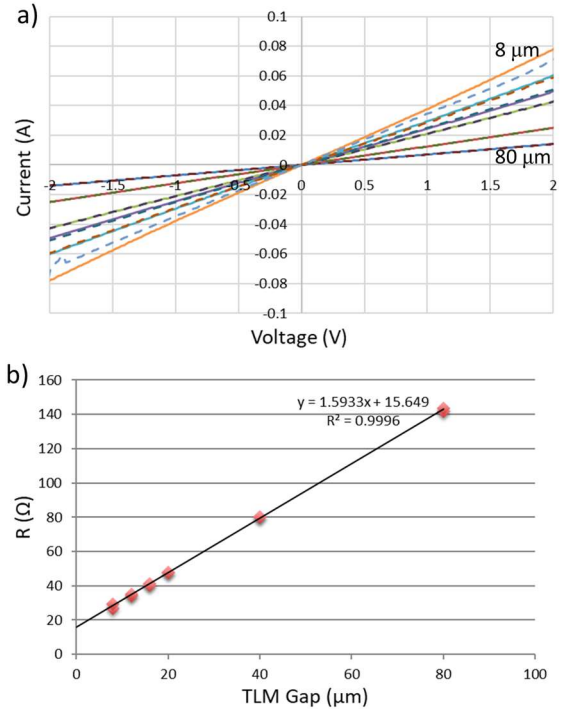 a)
0.1
0.08
8 μm
0.06
0.04
0.02
80 μm
0
-2 -1.5 -1 -0.5 0 0.5 1 1.5 2
-0.02
-0.04
-0.06
-0.08
-0.1
Current (A)
Voltage (V)
b)
160
y = 1.5933x + 15.649
R² = 0.9996
140
120
100
80
60
40
20
0
0 20 40 60 80 100
R (Ω)
TLM Gap (μm)